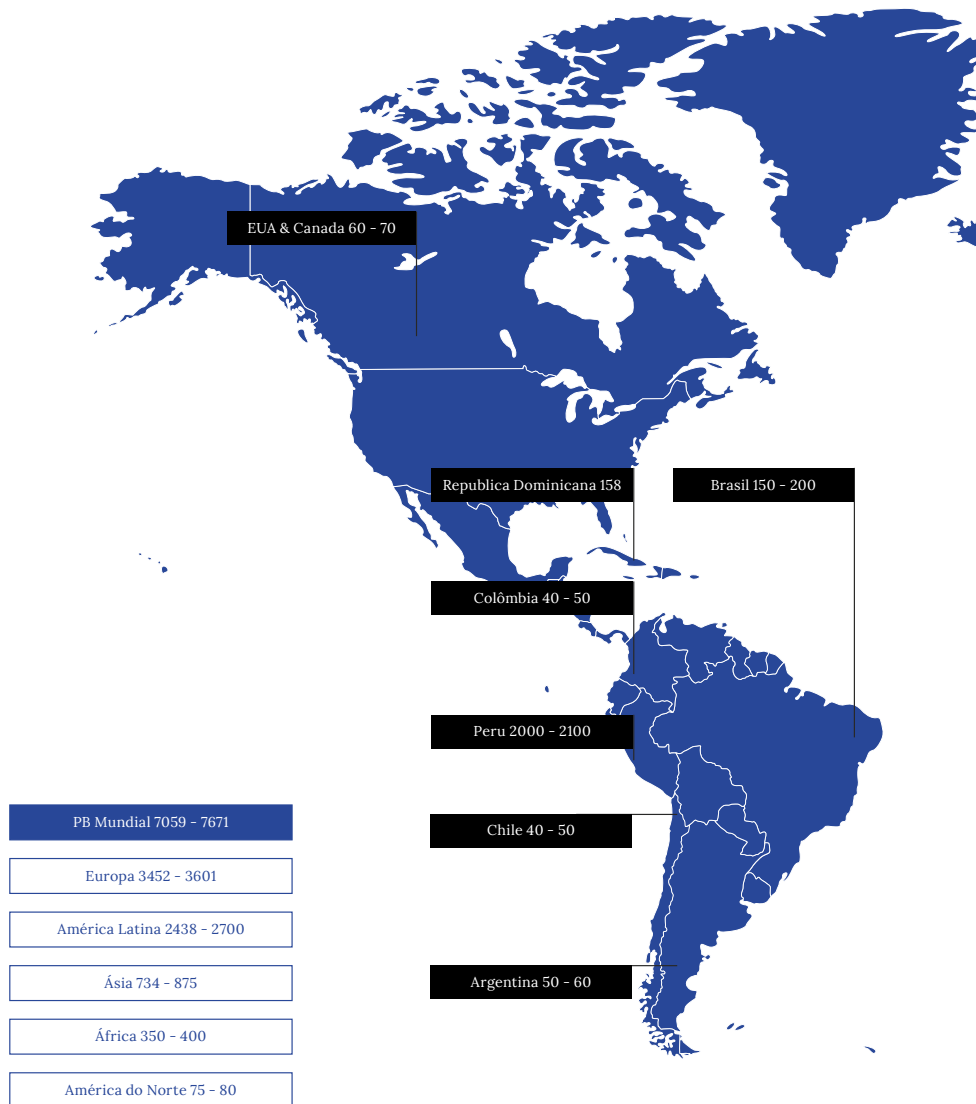 EUA & Canada 60 - 70
Republica Dominicana 158
Brasil 150 - 200
Colômbia 40 - 50
Peru 2000 - 2100
Chile 40 - 50
Argentina 50 - 60
PB Mundial 7059 - 7671
Europa 3452 - 3601
América Latina 2438 - 2700
Ásia 734 - 875
África 350 - 400
América do Norte 75 - 80